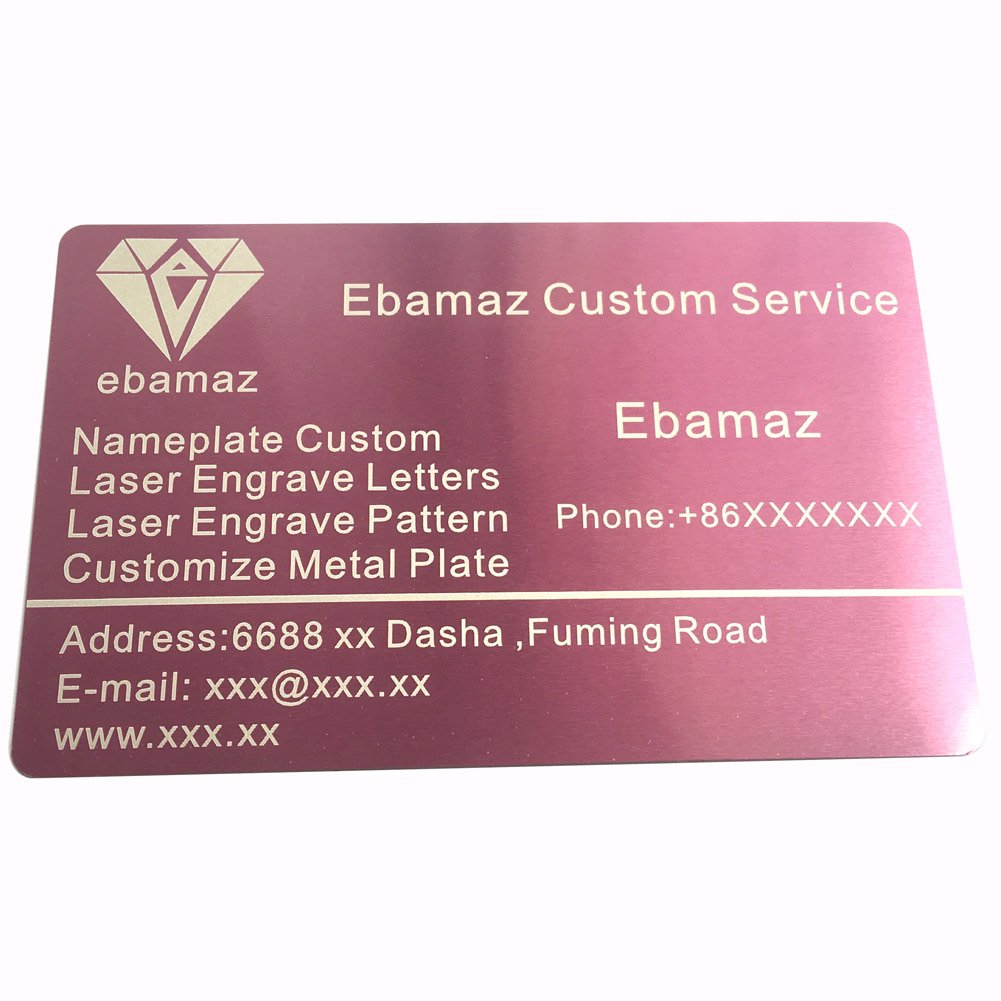 ebamaz
Ebamaz Custom Service
Ebamaz
Phone:+86XXXXXXX
Nameplate Custom
Laser Engrave Letters
Laser Engrave Pattern
Customize Metal Plate
Address:6688 xx Dasha ,Fuming Road
E-mail: xxx@xxx.xx
www.xxx.xx